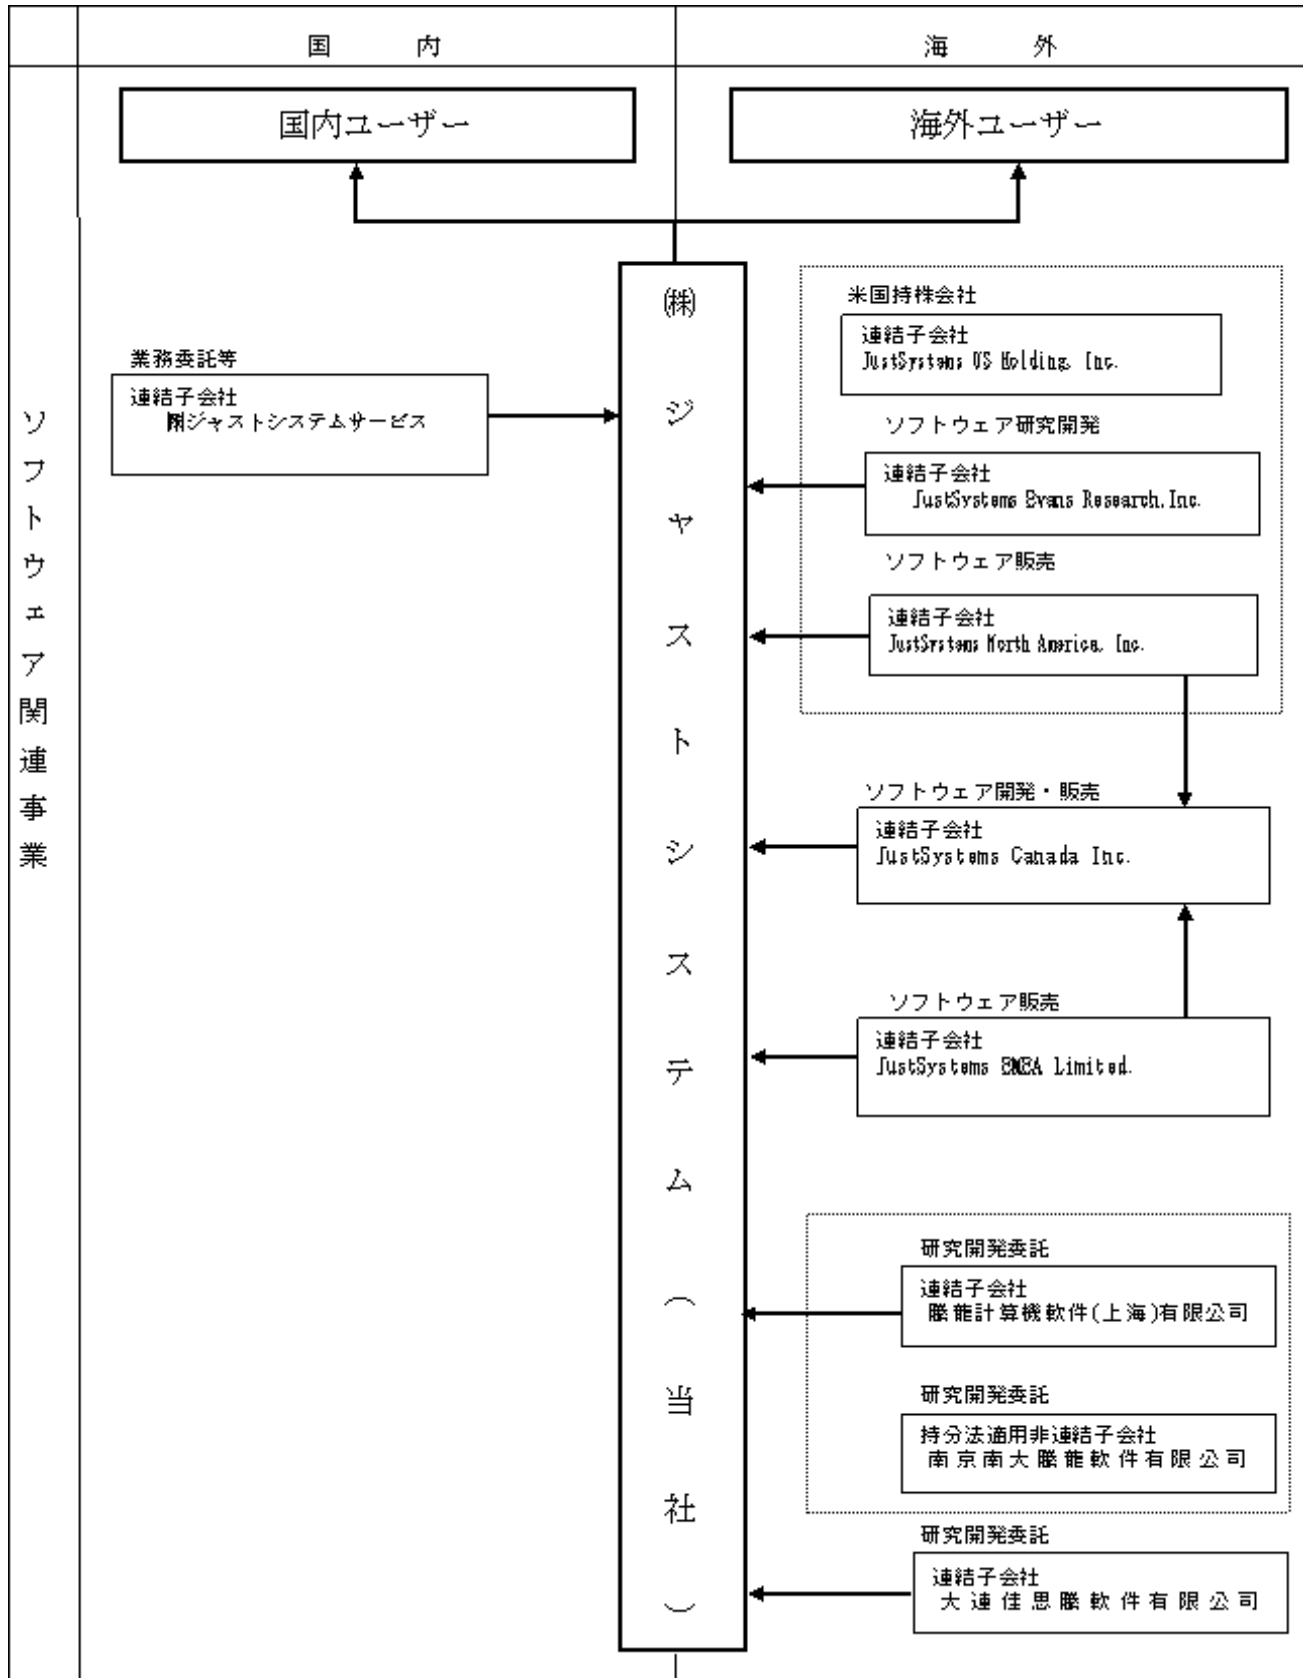 国内
海外
国内ユーザー
海外ユーザー
ソフトウェア関連事業
業務委託等
連結子会社
㈱ジャストシステムサービス
㈱ジャストシステム(当社)
米国持株会社
連結子会社
JustSystems US Holding, Inc.
ソフトウェア研究開発
連結子会社
JustSystems Evans Research,Inc.
ソフトウェア販売
連結子会社
JustSystems North America, Inc.
ソフトウェア開発・販売
連結子会社
JustSystems Canada Inc.
ソフトウェア販売
連結子会社
JustSystems EMEA Limited.
研究開発委託
連結子会社
騰龍計算機軟件(上海)有限公司
研究開発委託
持分法適用非連結子会社
南京南大騰龍軟件有限公司
研究開発委託
連結子会社
大連佳思騰軟件有限公司